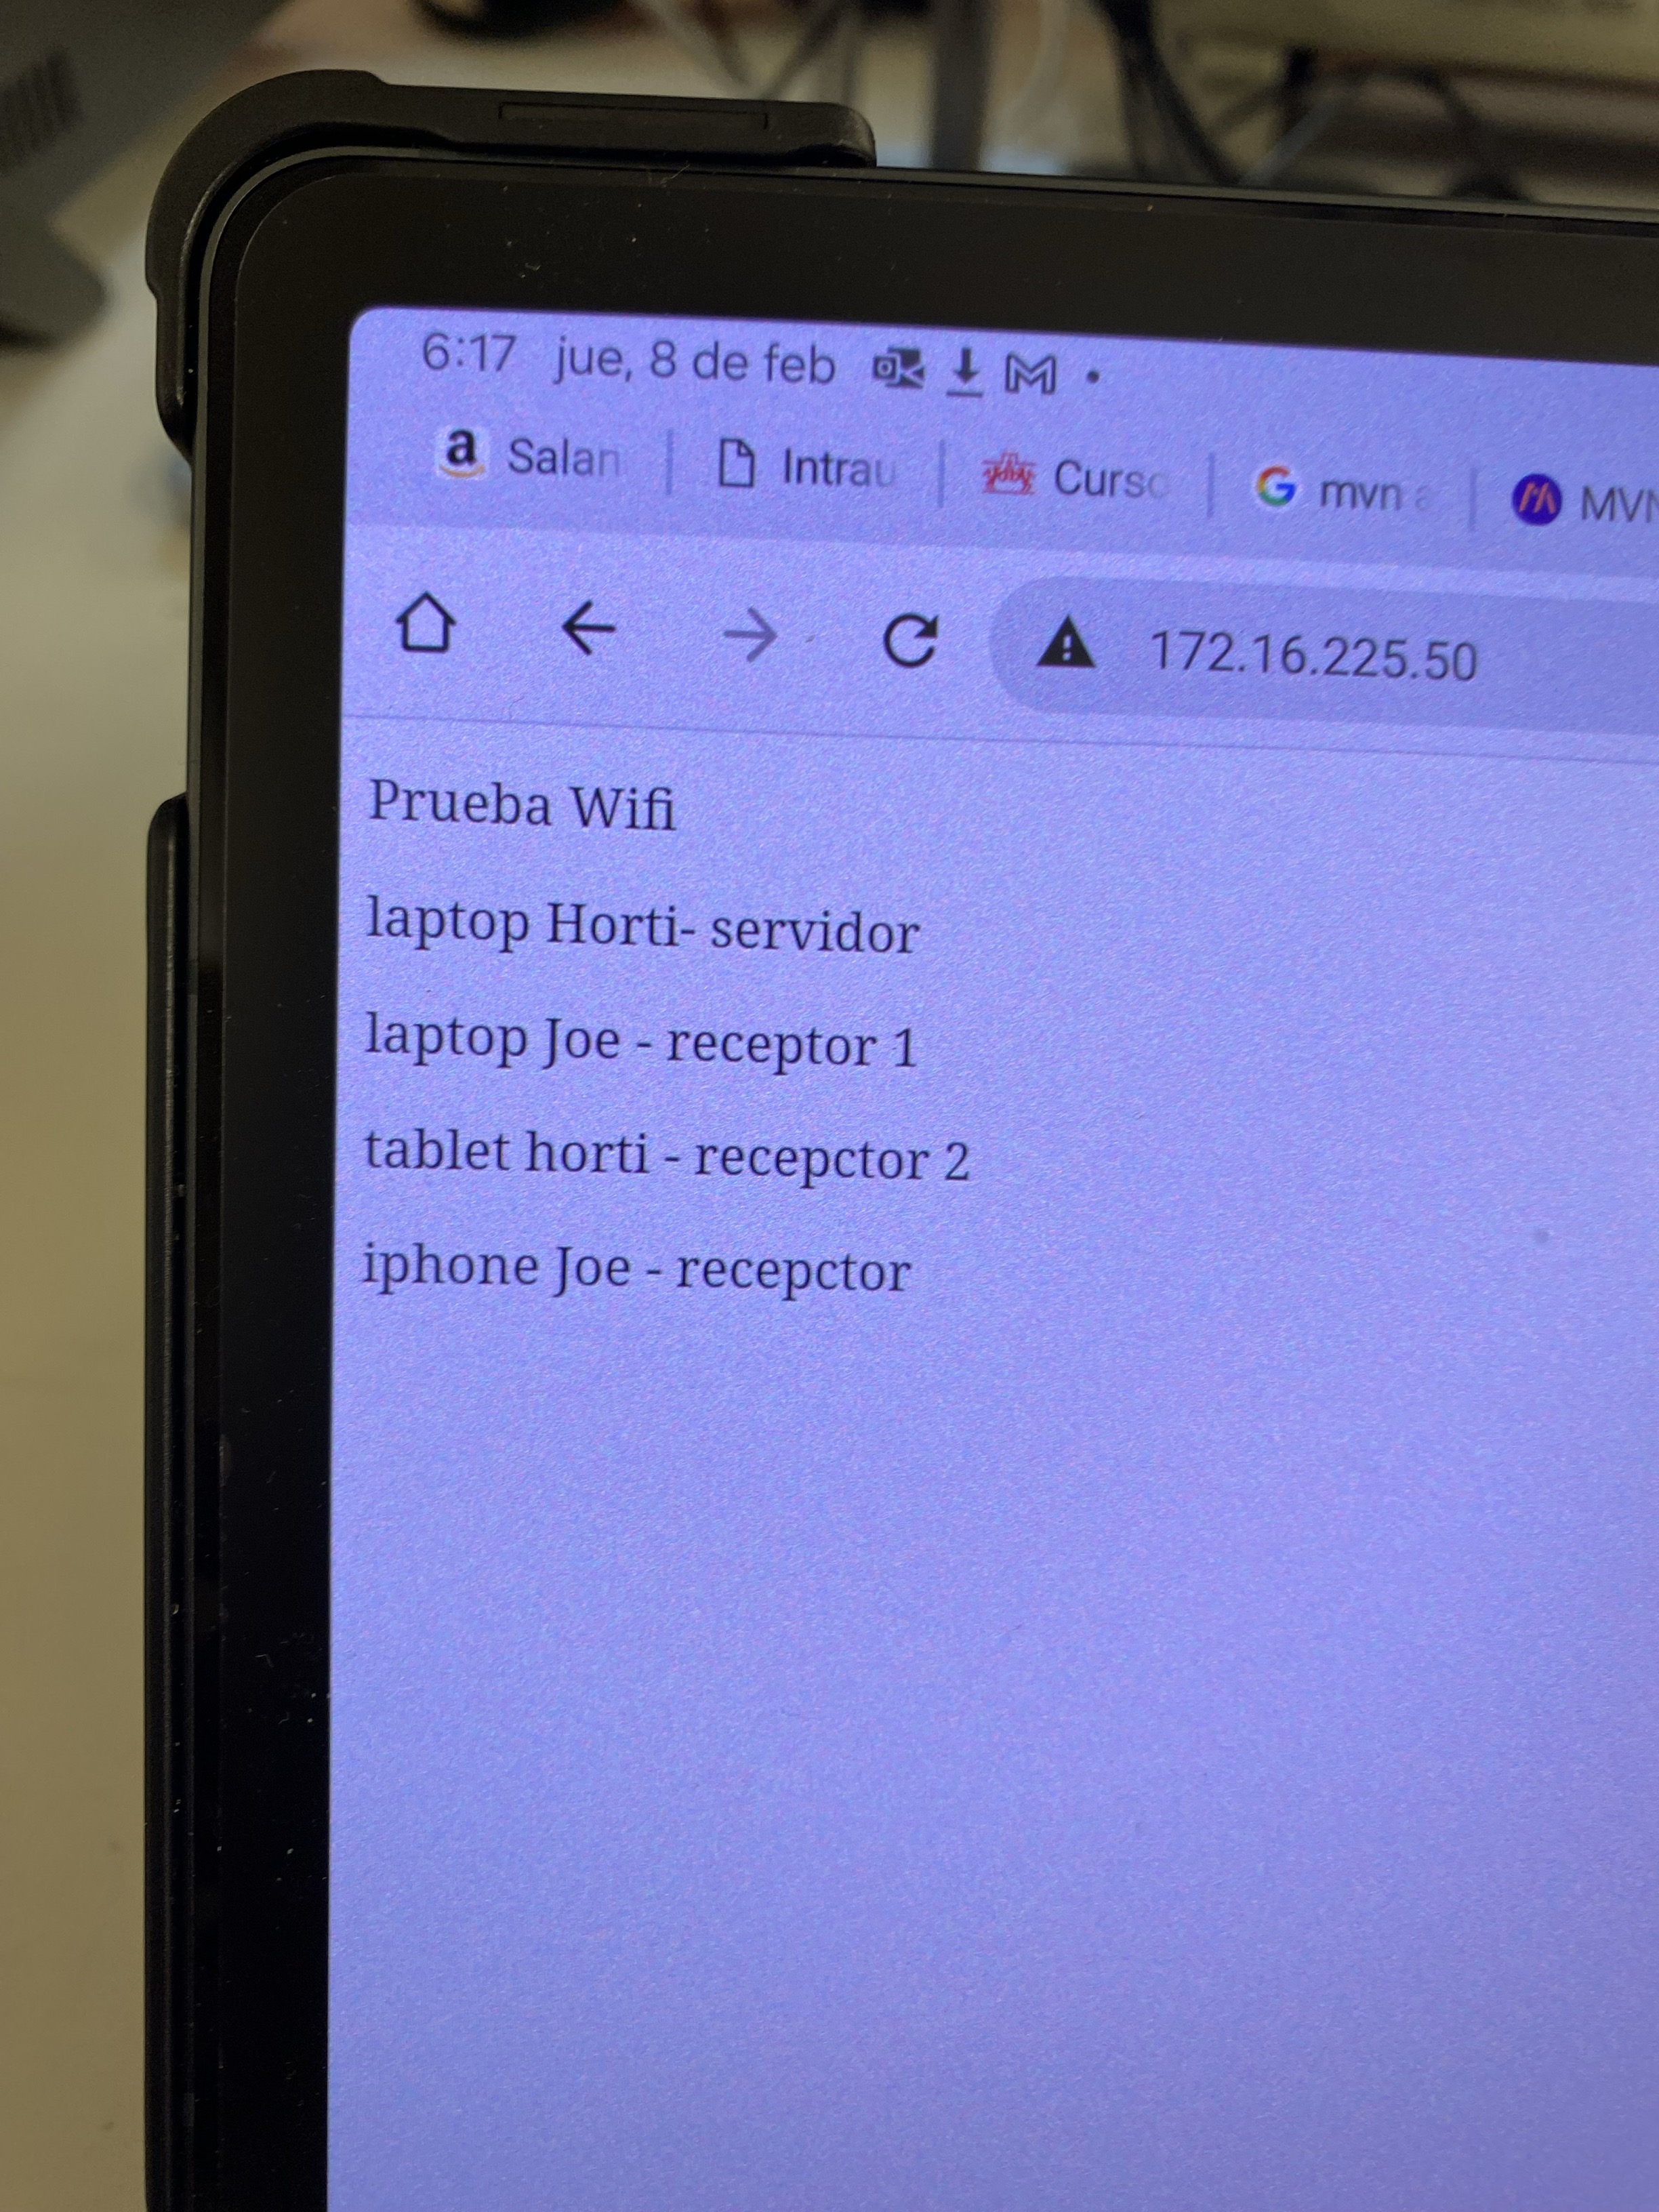 6:17 jue, 8 de feb
Salan Intrau Curso mvn a MVN
172.16.225.50
Prueba Wifi
laptop Horti- servidor
laptop Joe - receptor 1
tablet horti - recepctor 2
iphone Joe - recepctor